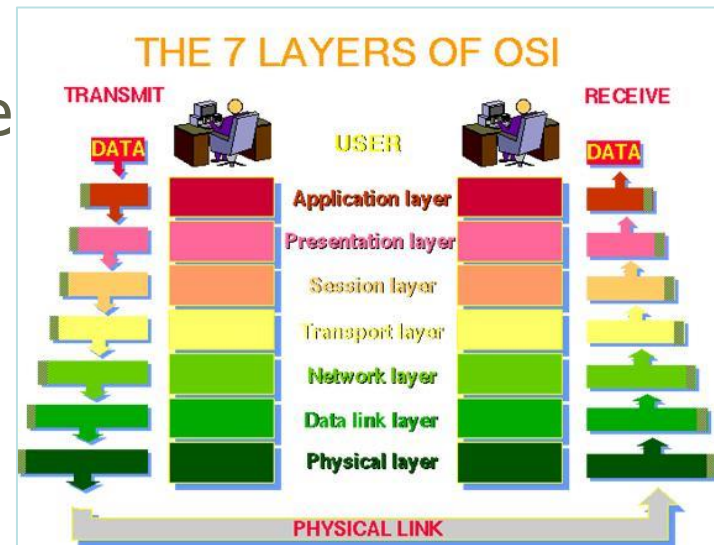 THE 7 LAYERS OF OSI
TRANSMIT
RECEIVE
e
DATA
USER
DATA
Application layer
Presentation layer
Session layer
Transport layer
Network layer
Data link layer
Physical layer
PHYSICAL LINK